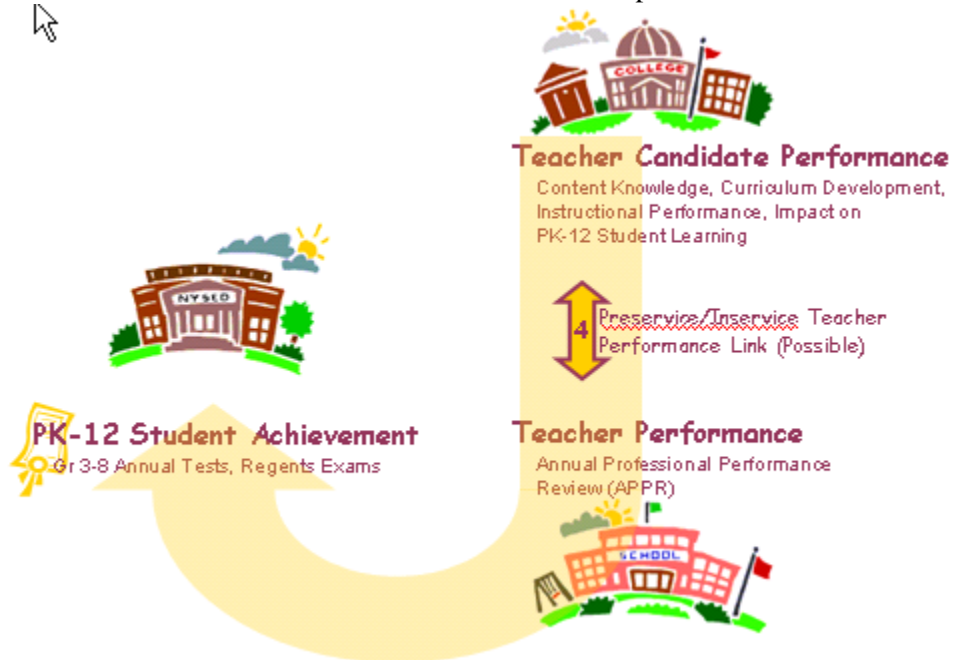 COLLEGE
Teacher Candidate Performance
Content Knowledge, Curriculum Development,
Instructional Performance, Impact on
PK-12 Student Learning
NYSED
4
Preservice/Inservice Teacher
Performance Link (Possible)
PK-12 Student Achievement
Gr 3-8 Annual Tests, Regents Exams
Teacher Performance
Annual Professional Performance
Review (APPR)
SCHOOL